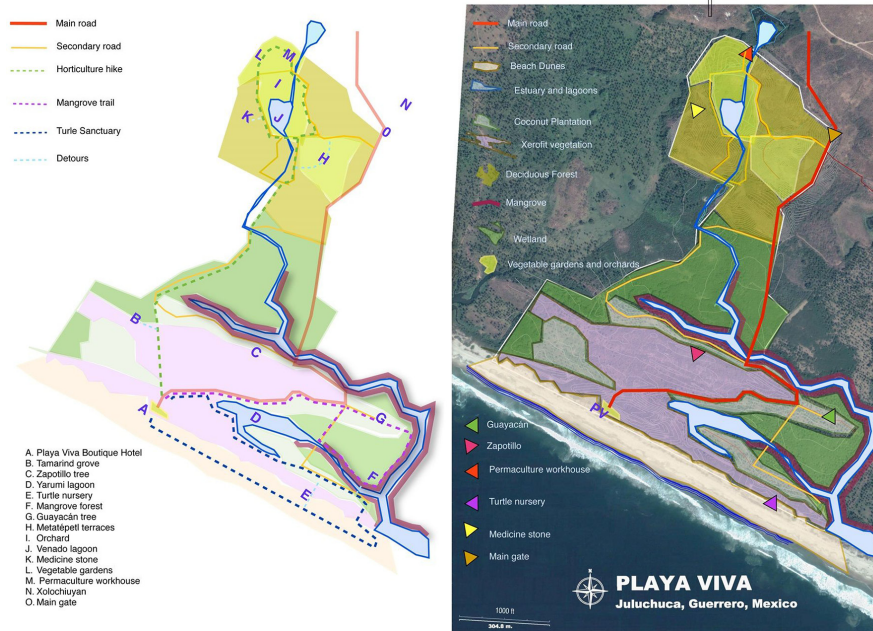 Main road
Secondary road
Horticulture hike
Mangrove trail
Turle Sanctuary
Detours
L
M
I
K
J
N
O
H
B
C
A
D
G
F
E
A. Playa Viva Boutique Hotel
B. Tamarind grove
C. Zapotillo tree
D. Yarumi lagoon
E. Turtle nursery
F. Mangrove forest
G. Guayacán tree
H. Metatépetl terraces
I. Orchard
J. Venado lagoon
K. Medicine stone
L. Vegetable gardens
M. Permaculture workhouse
N. Xolochiuyan
O. Main gate
Main road
Secondary road
Beach Dunes
Estuary and lagoons
Coconut Plantation
Xerofit vegetation
Deciduous Forest
Mangrove
Wetland
Vegetable gardens and orchards
PV
Guayacán
Zapotillo
Permaculture workhouse
Turtle nursery
Medicine stone
Main gate
PLAYA VIVA
Juluchuca, Guerrero, Mexico
1000 ft
304.8 m.